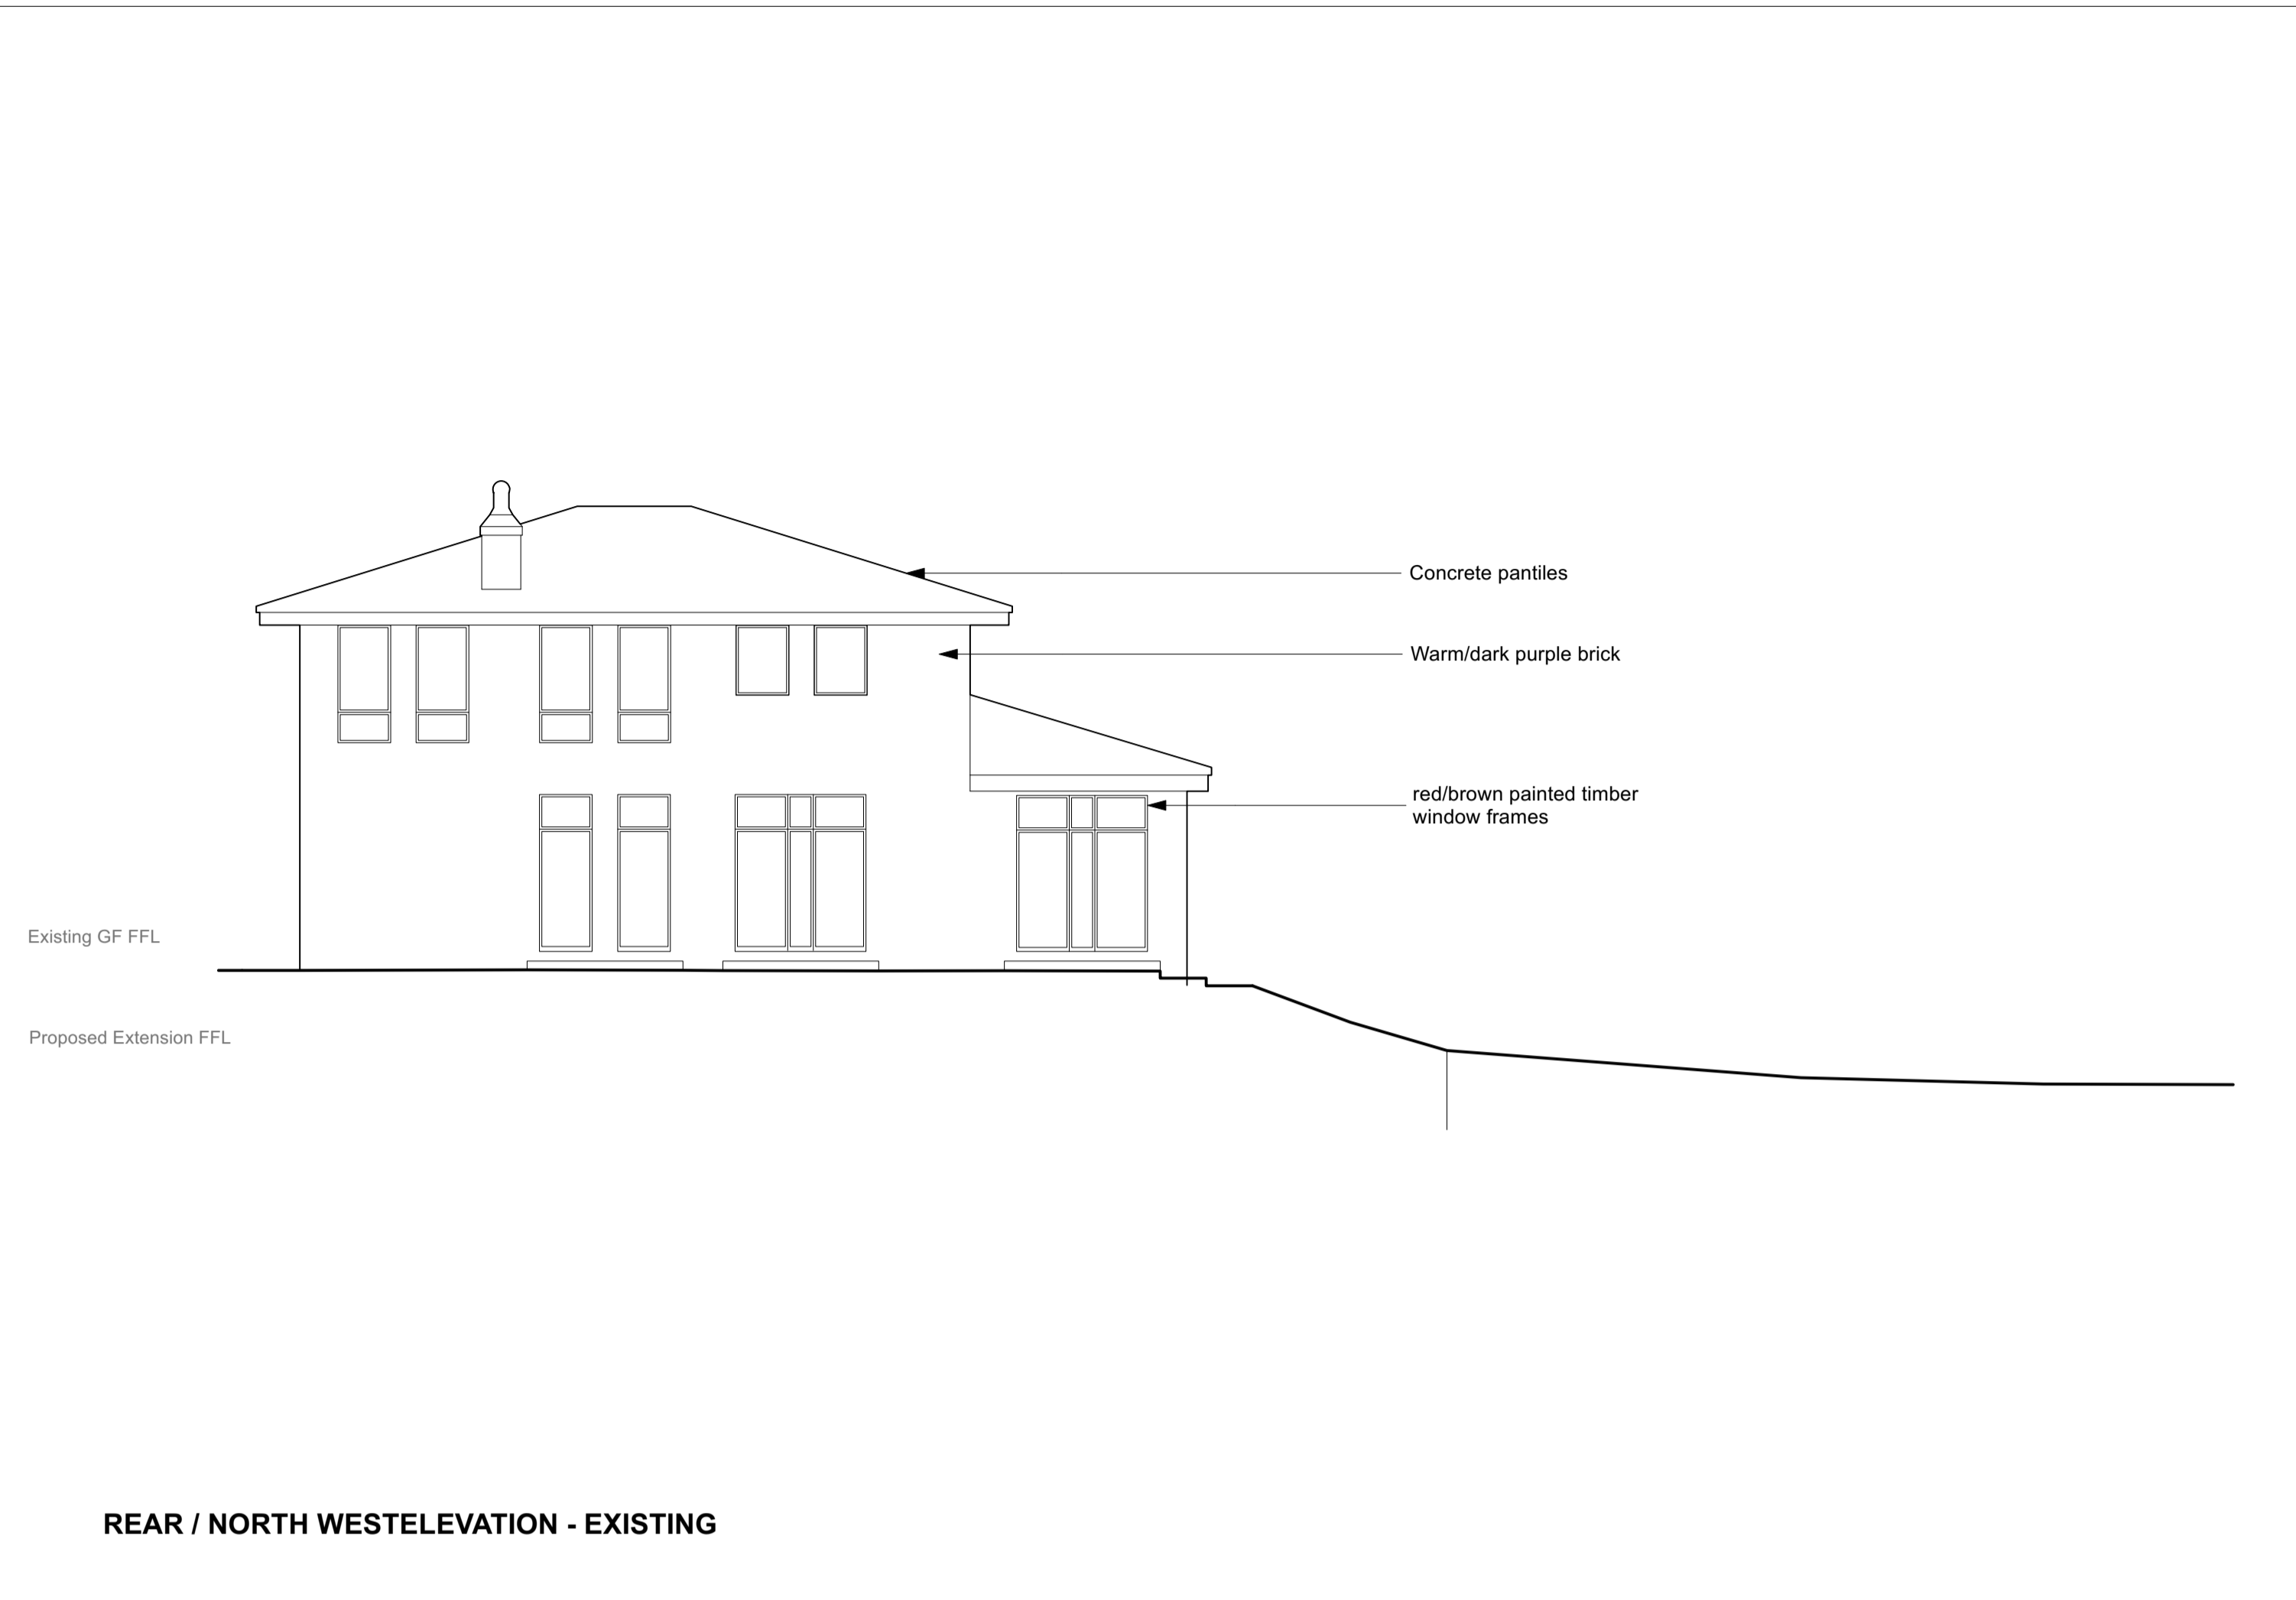 Concrete pantiles
Warm/dark purple brick
red/brown painted timber
window frames
Existing GF FFL
Proposed Extension FFL
REAR / NORTH WESTELEVATION - EXISTING